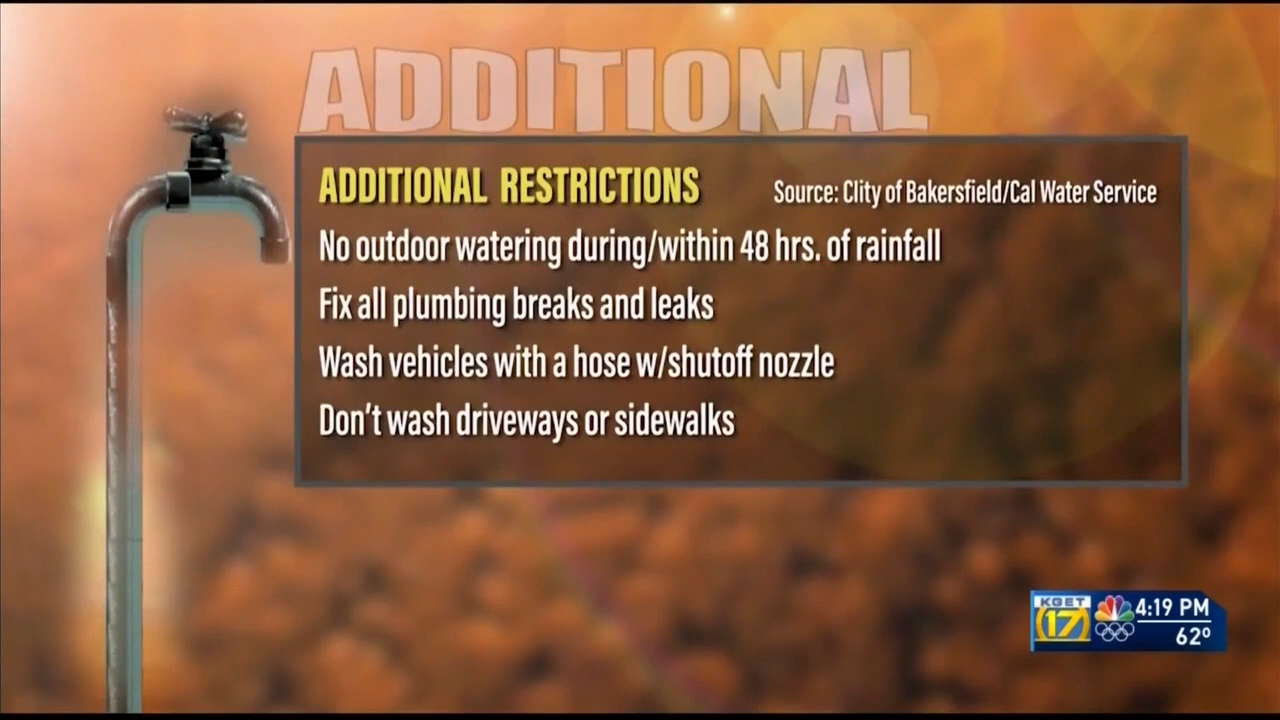 ADDITIONAL
ADDITIONAL RESTRICTIONS
Source: Clity of Bakersfield/Cal Water Service
No outdoor watering during/within 48 hrs. of rainfall
Fix all plumbing breaks and leaks
Wash vehicles with a hose w/shutoff nozzle
Don't wash driveways or sidewalks
KGET
17
4:19 PM
62°